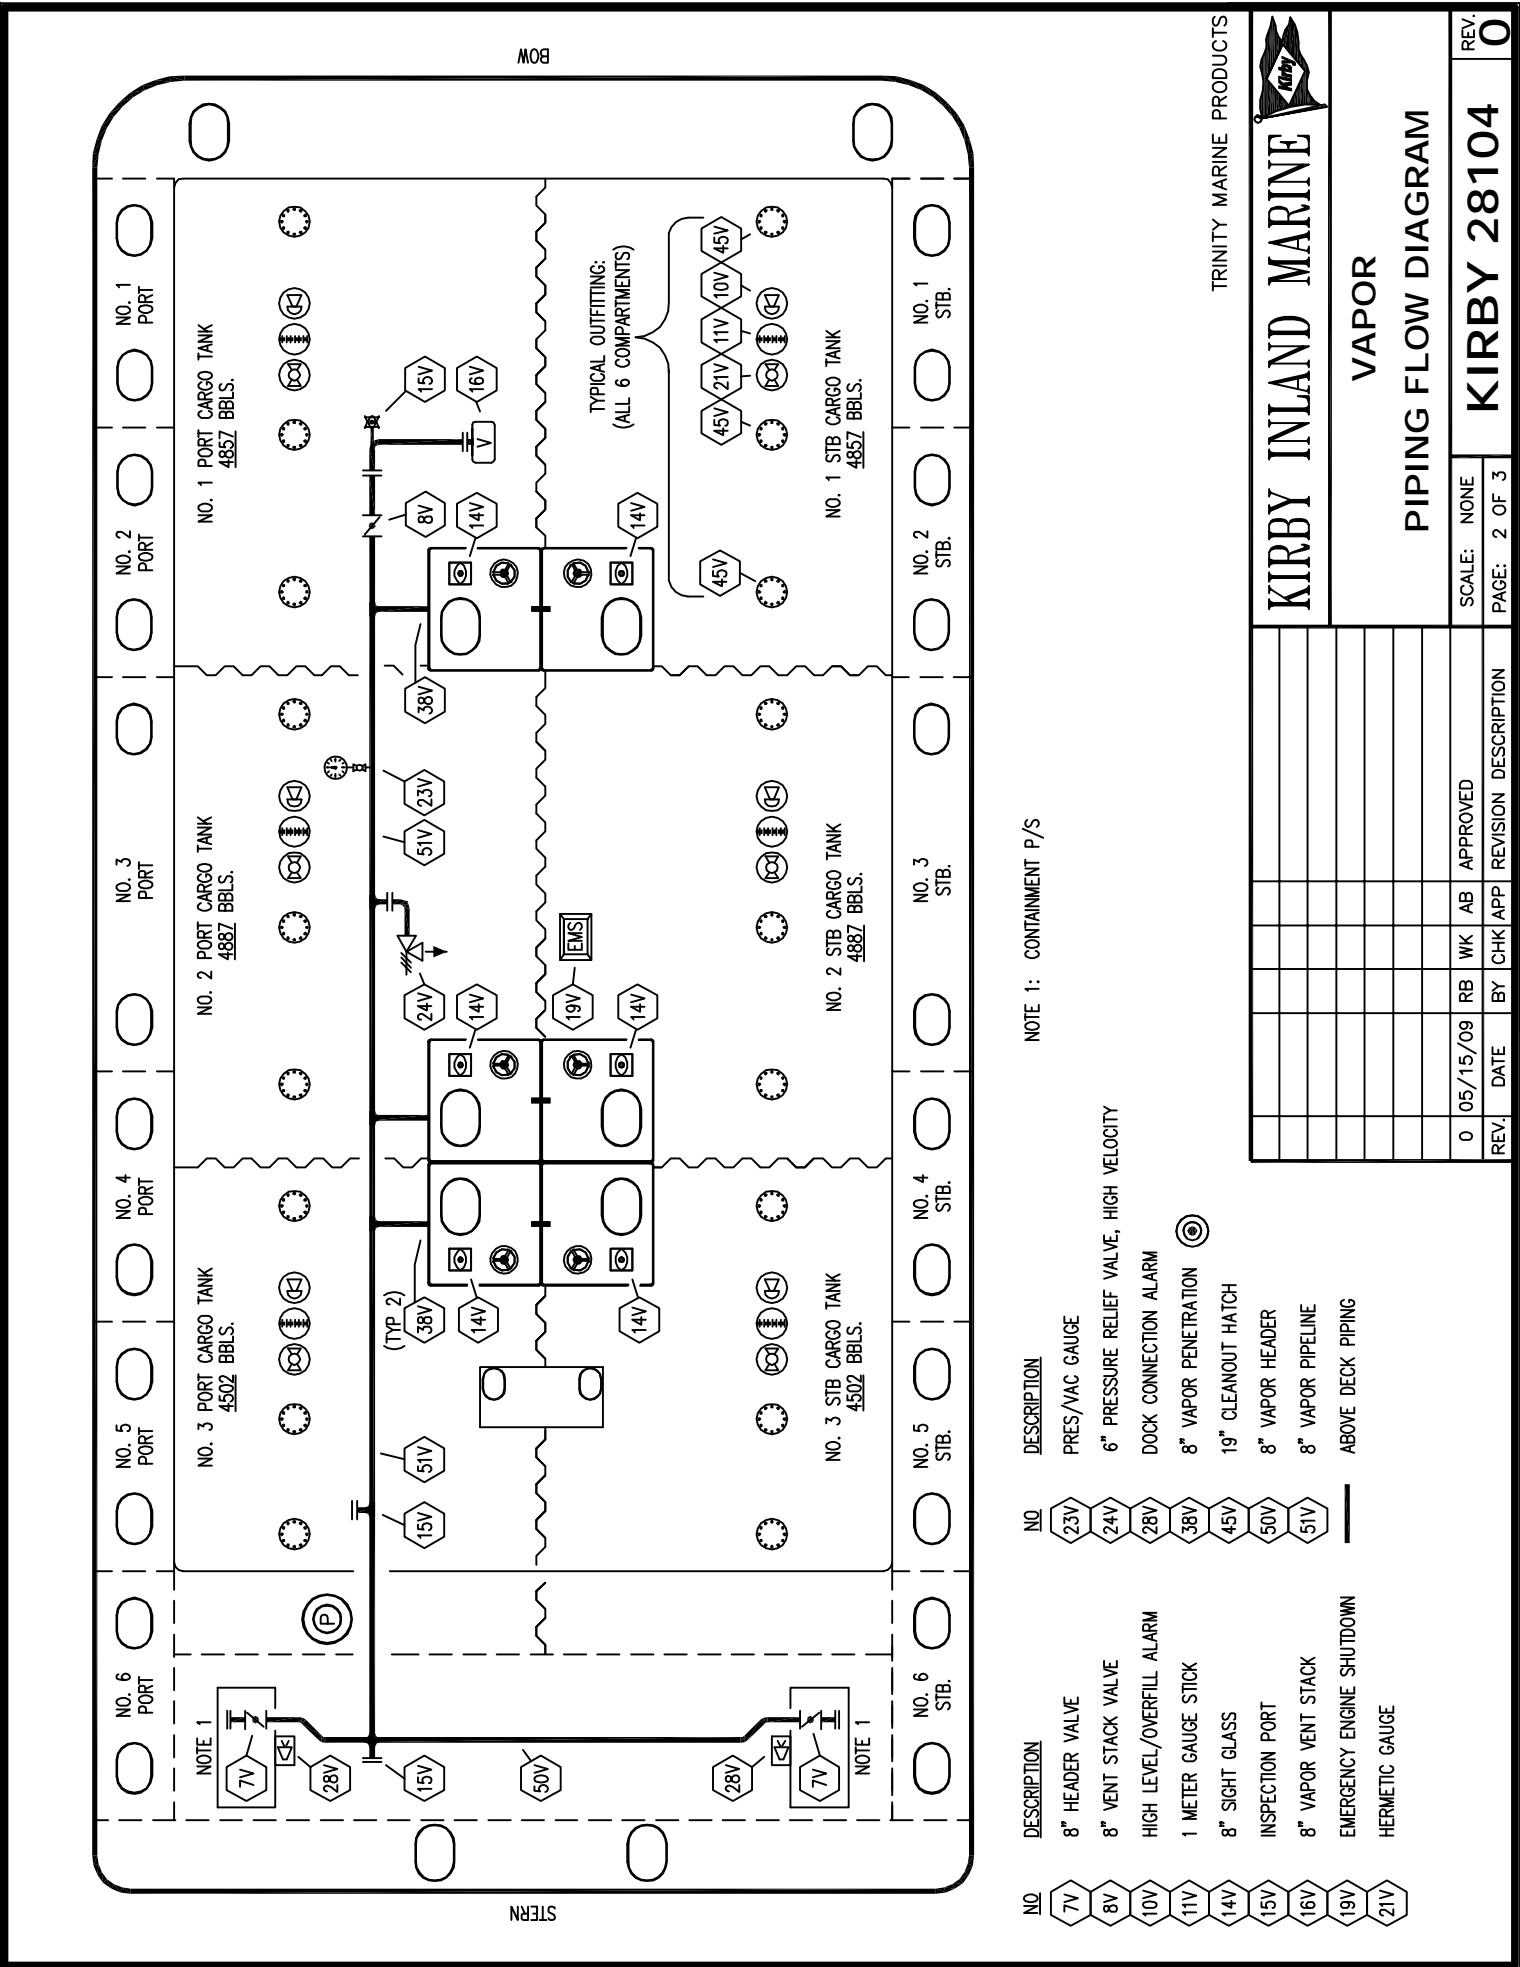 BOW
STERN
NO. 6
PORT
NO. 5
PORT
NO. 4
PORT
NO. 3
PORT
NO. 2
PORT
NO. 1
PORT
NO. 3 PORT CARGO TANK
4502 BBLS.
NO. 2 PORT CARGO TANK
4887 BBLS.
NO. 1 PORT CARGO TANK
4857 BBLS.
NOTE 1
7V
28V
P
15V
50V
15V
51V
(TYP 2)
38V
14V
14V
24V
14V
EMS
19V
14V
51V
23V
38V
8V
14V
14V
15V
16V
V
TYPICAL OUTFITTING:
(ALL 6 COMPARTMENTS)
45V
45V
21V
11V
10V
45V
28V
7V
NOTE 1
NO. 3 STB CARGO TANK
4502 BBLS.
NO. 2 STB CARGO TANK
4887 BBLS.
NO. 1 STB CARGO TANK
4857 BBLS.
NO. 6
STB.
NO. 5
STB.
NO. 4
STB.
NO. 3
STB.
NO. 2
STB.
NO. 1
STB.
NOTE 1: CONTAINMENT P/S
NO DESCRIPTION
7V 8" HEADER VALVE
8V 8" VENT STACK VALVE
10V HIGH LEVEL/OVERFILL ALARM
11V 1 METER GAUGE STICK
14V 8" SIGHT GLASS
15V INSPECTION PORT
16V 8" VAPOR VENT STACK
19V EMERGENCY ENGINE SHUTDOWN
21V HERMETIC GAUGE
NO DESCRIPTION
23V PRES/VAC GAUGE
24V 6" PRESSURE RELIEF VALVE, HIGH VELOCITY
28V DOCK CONNECTION ALARM
38V 8" VAPOR PENETRATION
45V 19" CLEANOUT HATCH
50V 8" VAPOR HEADER
51V 8" VAPOR PIPELINE
ABOVE DECK PIPING
TRINITY MARINE PRODUCTS
KIRBY INLAND MARINE
Kirby
VAPOR
PIPING FLOW DIAGRAM
0 05/15/09 RB WK AB APPROVED
REV. DATE BY CHK APP REVISION DESCRIPTION
SCALE: NONE
PAGE: 2 OF 3
KIRBY 28104
REV.
0